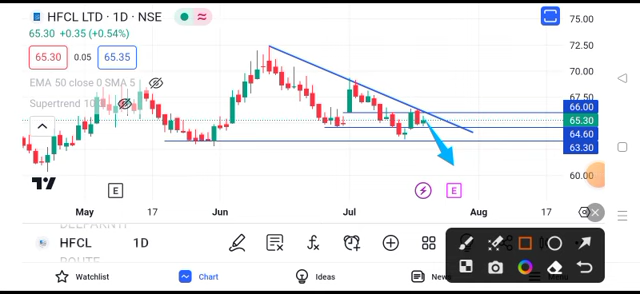 HFCL LTD · 1D · NSE
65.30 +0.35 (+0.54%)
65.30 0.05 65.35
EMA 50 close 0 SMA 5
Supertrend 10
75.00
72.50
70.00
67.50
66.00
65.30
64.60
63.30
60.00
E E
May 17 Jun Jul Aug 17
HFCL 1D
Watchlist Chart Ideas News Menu